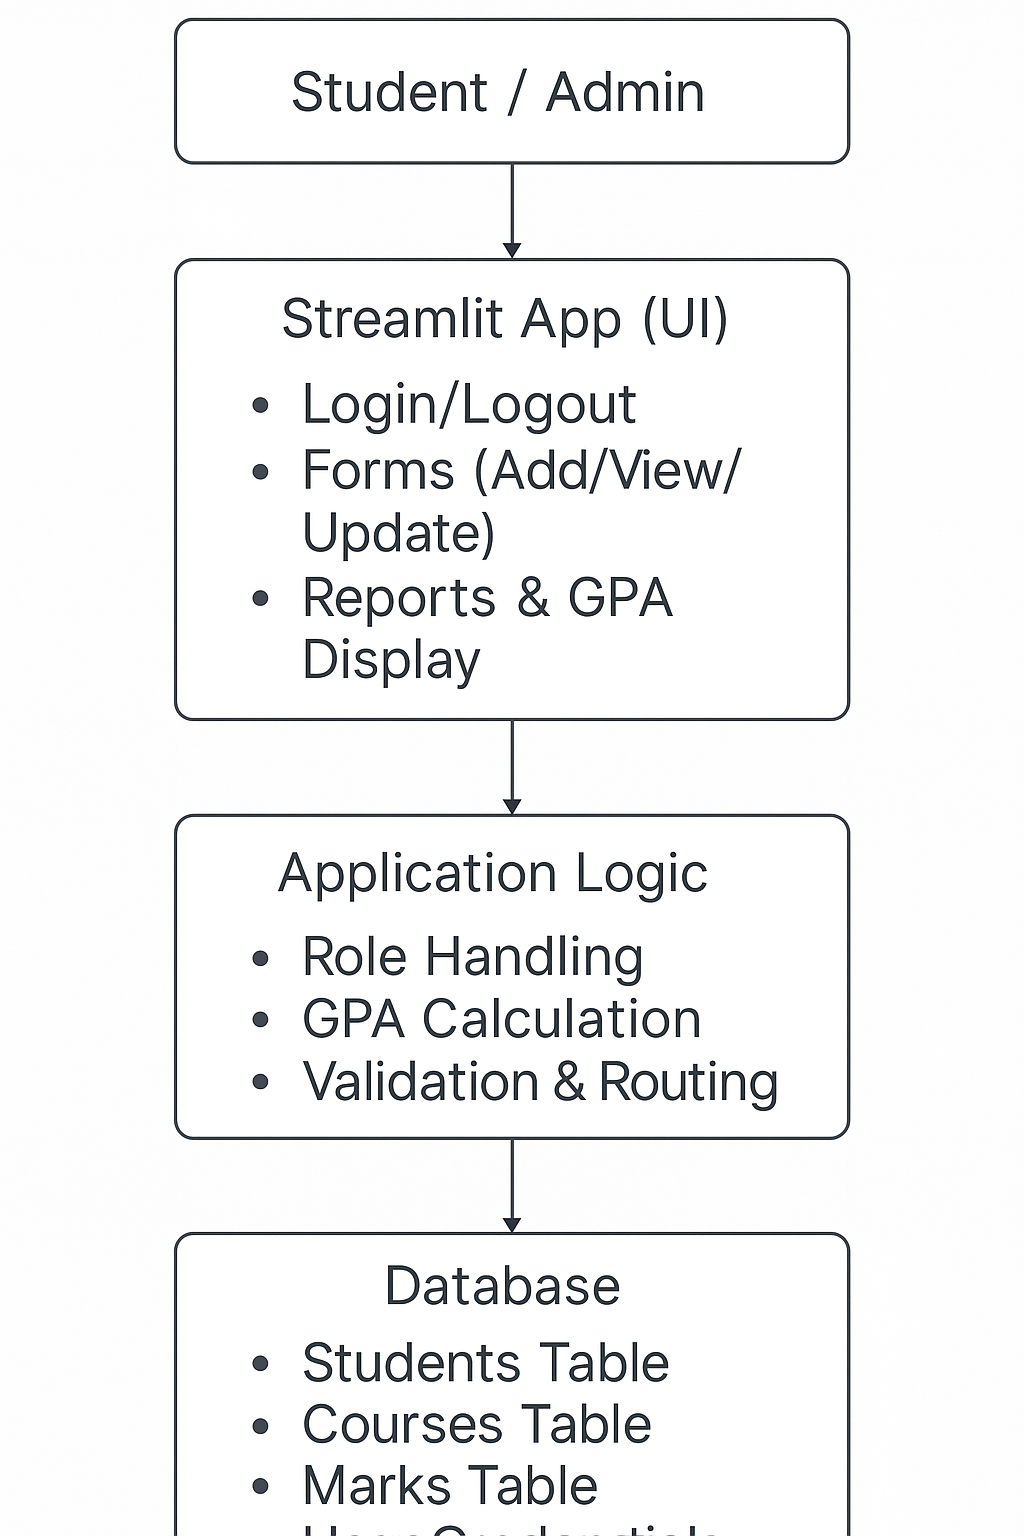 Student / Admin
Streamlit App (UI)
• Login/Logout
• Forms (Add/View/
Update)
• Reports & GPA
Display
Application Logic
• Role Handling
• GPA Calculation
• Validation & Routing
Database
• Students Table
• Courses Table
• Marks Table